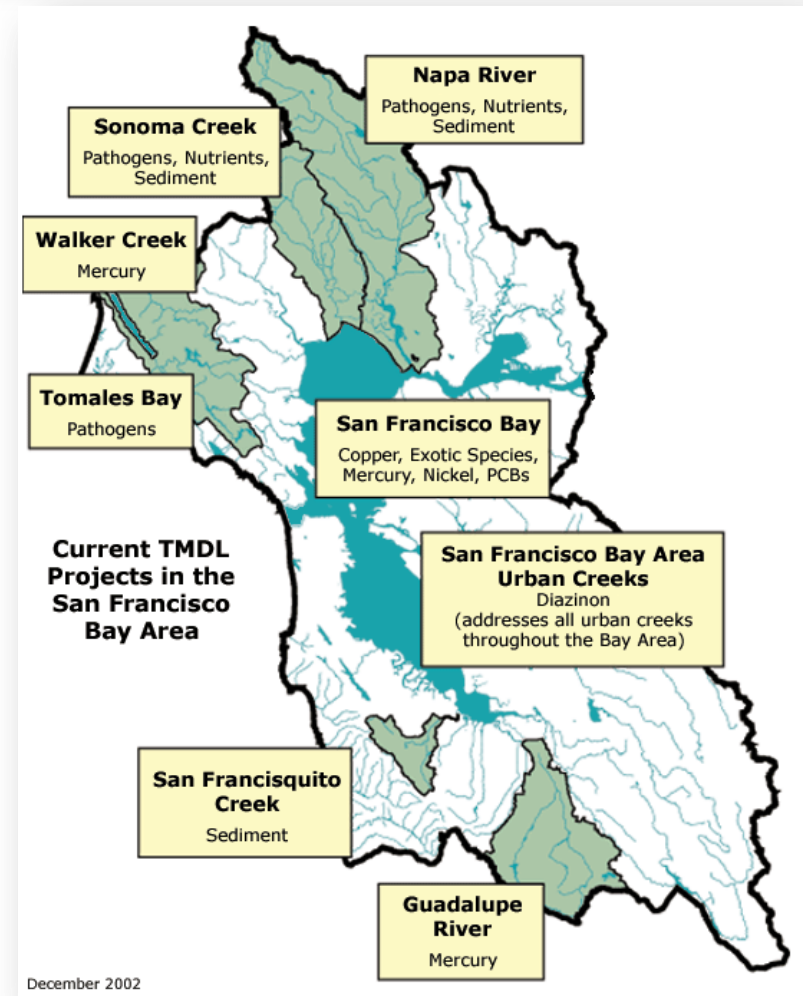 Napa River
Pathogens, Nutrients,
Sediment
Sonoma Creek
Pathogens, Nutrients,
Sediment
Walker Creek
Mercury
Tomales Bay
Pathogens
San Francisco Bay
Copper, Exotic Species,
Mercury, Nickel, PCBs
Current TMDL
Projects in the
San Francisco
Bay Area
San Francisco Bay Area
Urban Creeks
Diazinon
(addresses all urban creeks
throughout the Bay Area)
San Francisquito
Creek
Sediment
Guadalupe
River
Mercury
December 2002